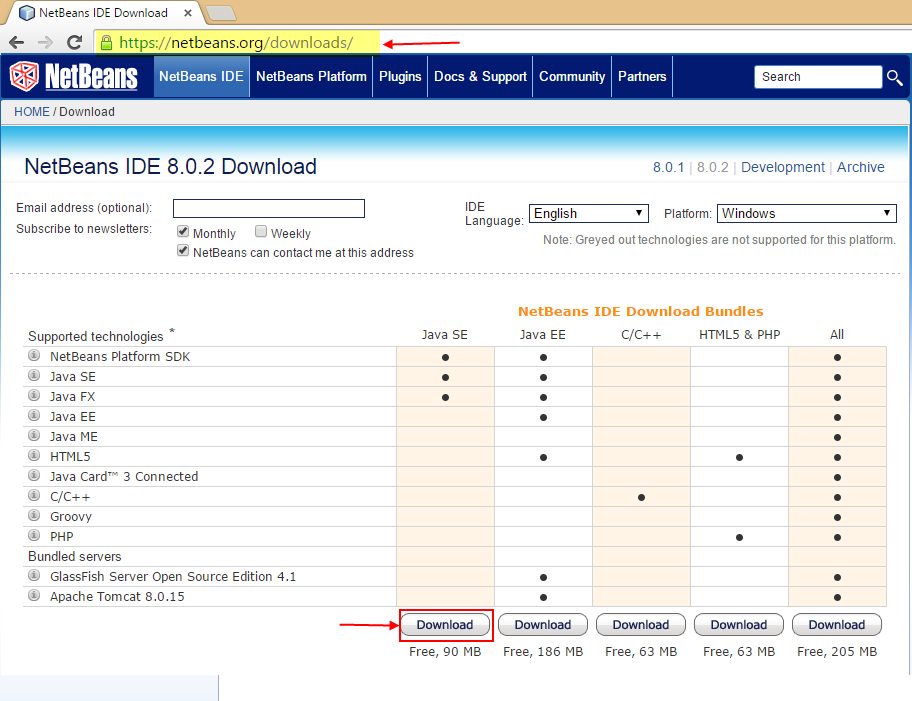 NetBeans IDE Download
https://netbeans.org/downloads/
NetBeans
NetBeans IDE
NetBeans Platform
Plugins
Docs & Support
Community
Partners
Search
HOME / Download
NetBeans IDE 8.0.2 Download
8.0.1 | 8.0.2 | Development | Archive
Email address (optional):
Subscribe to newsletters:
Monthly
Weekly
NetBeans can contact me at this address
IDE
Language:
English
Platform:
Windows
Note: Greyed out technologies are not supported for this platform.
NetBeans IDE Download Bundles
Supported technologies *
Java SE
Java EE
C/C++
HTML5 & PHP
All
NetBeans Platform SDK
Java SE
Java FX
Java EE
Java ME
HTML5
Java Card™ 3 Connected
C/C++
Groovy
PHP
Bundled servers
GlassFish Server Open Source Edition 4.1
Apache Tomcat 8.0.15
Download
Download
Download
Download
Download
Free, 90 MB
Free, 186 MB
Free, 63 MB
Free, 63 MB
Free, 205 MB